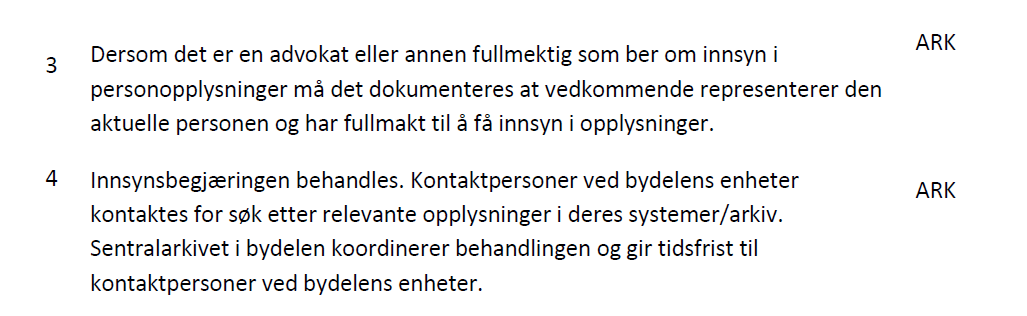 ARK
3 Dersom det er en advokat eller annen fullmektig som ber om innsyn i
personopplysninger må det dokumenteres at vedkommende representerer den
aktuelle personen og har fullmakt til å få innsyn i opplysninger.
4 Innsynsbegjæringen behandles. Kontaktpersoner ved bydelens enheter
ARK
kontaktes for søk etter relevante opplysninger i deres systemer/arkiv.
Sentralarkivet i bydelen koordinerer behandlingen og gir tidsfrist til
kontaktpersoner ved bydelens enheter.